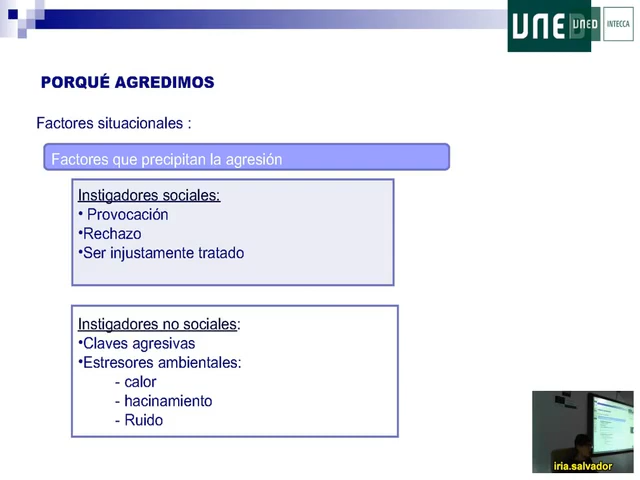 UNED
UNED
INTECCA
PORQUÉ AGREDIMOS
Factores situacionales :
Factores que precipitan la agresión
Instigadores sociales:
• Provocación
•Rechazo
•Ser injustamente tratado
Instigadores no sociales:
•Claves agresivas
•Estresores ambientales:
- calor
- hacinamiento
- Ruido
iria.salvador